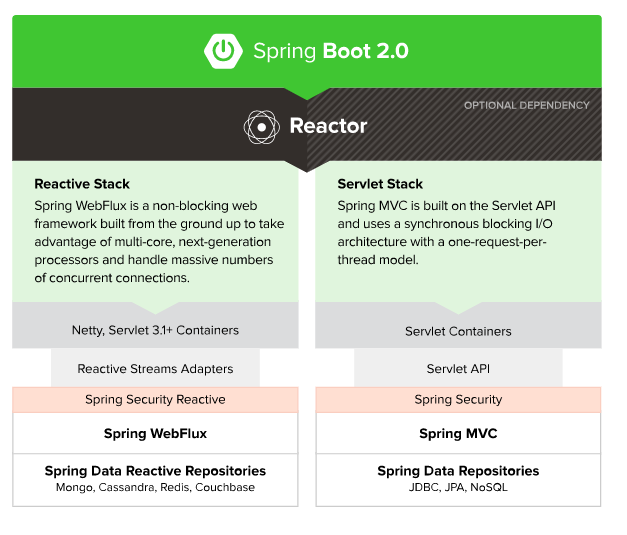 Spring Boot 2.0
OPTIONAL DEPENDENCY
Reactor
Reactive Stack
Spring WebFlux is a non-blocking web
framework built from the ground up to take
advantage of multi-core, next-generation
processors and handle massive numbers
of concurrent connections.
Servlet Stack
Spring MVC is built on the Servlet API
and uses a synchronous blocking I/O
architecture with a one-request-per-
thread model.
Netty, Servlet 3.1+ Containers
Servlet Containers
Reactive Streams Adapters
Servlet API
Spring Security Reactive
Spring Security
Spring WebFlux
Spring MVC
Spring Data Reactive Repositories
Mongo, Cassandra, Redis, Couchbase
Spring Data Repositories
JDBC, JPA, NoSQL